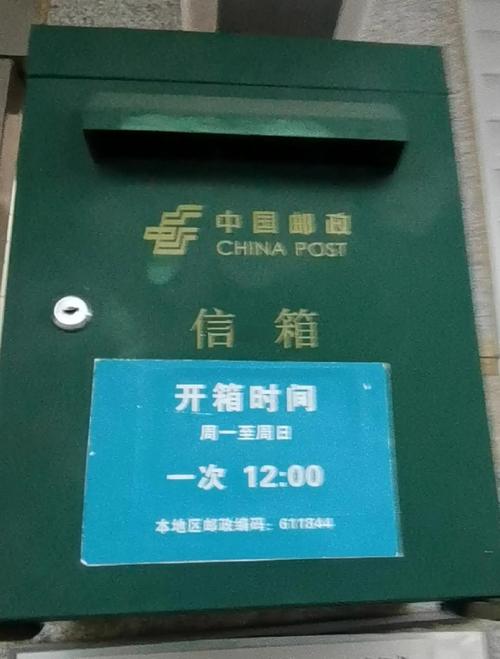 中国邮政
CHINA POST
信箱
开箱时间
周一至周日
一次 12:00
本地区邮政编码：611844